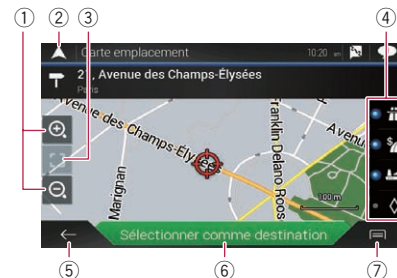 ① ② ③ ④
Carte emplacement 10:20
29, Avenue des Champs-Élysées
Paris
Avenue des Champs-Élysées
Marignan
Franklin Delano Roos
Avenu
100 m
Sélectionner comme destination
⑤ ⑥ ⑦